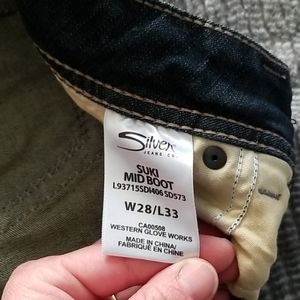 Silver
JEANS CO.
SUKI
MID BOOT
L93715SDI406 SD573
W28/L33
CA00508
WESTERN GLOVE WORKS
MADE IN CHINA/
FABRIQUÉ EN CHINE